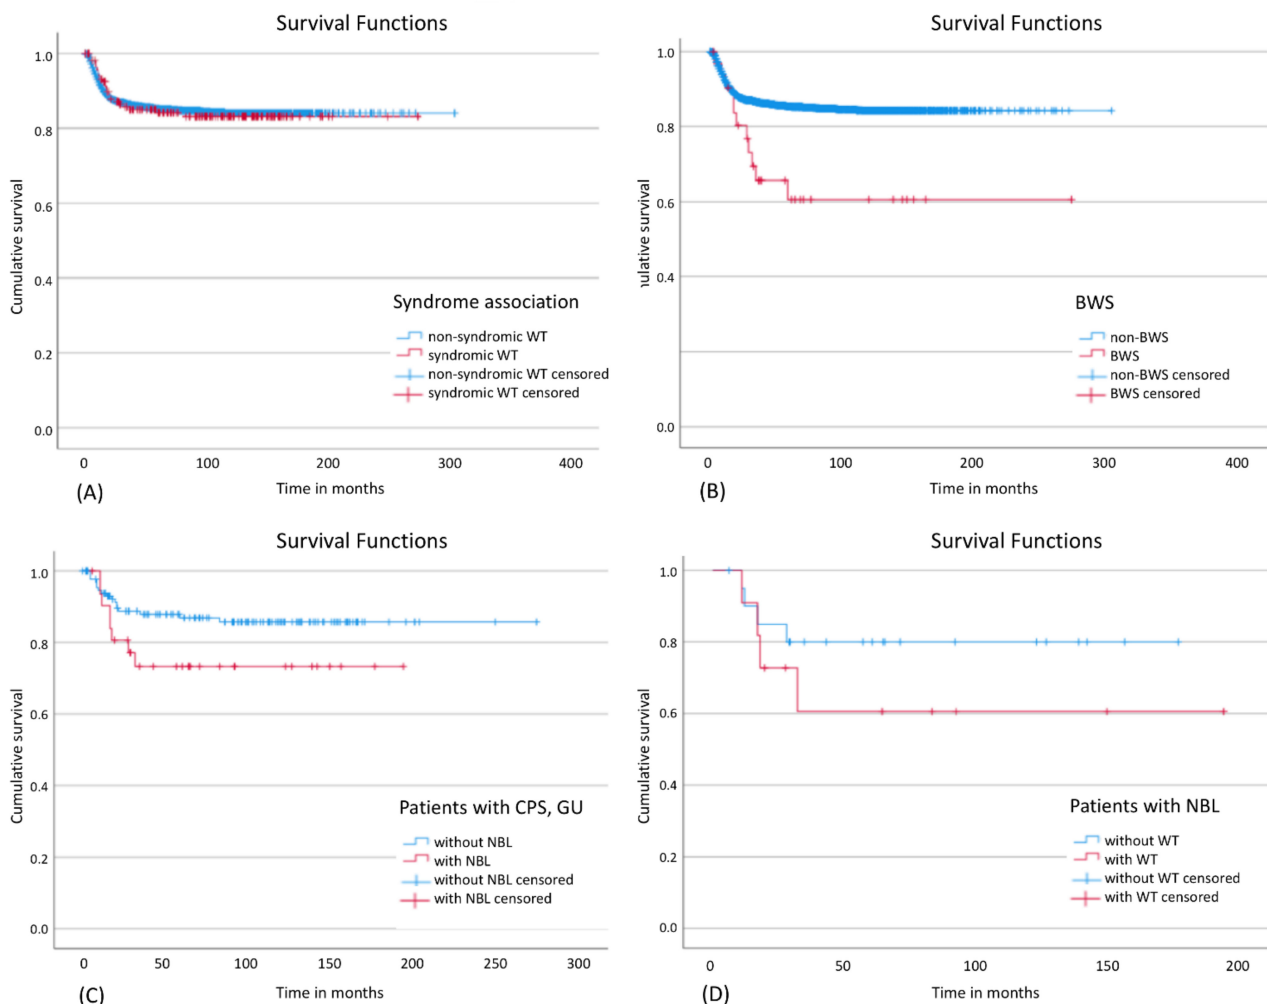 Survival Functions
1.0
0.8
0.6
0.4
0.2
0.0
Cumulative survival
Syndrome association
non-syndromic WT
syndromic WT
non-syndromic WT censored
syndromic WT censored
0 100 200 300 400
Time in months
(A)
Survival Functions
1.0
0.8
0.6
0.4
0.0
ulative survival
BWS
non-BWS
BWS
non-BWS censored
BWS censored
0 100 200 300 400
Time in months
(B)
Survival Functions
1.0
0.8
0.6
0.4
0.2
0.0
Cumulative survival
Patients with CPS, GU
without NBL
with NBL
without NBL censored
with NBL censored
0 50 100 150 200 250 300
Time in months
(C)
Survival Functions
1.0
0.8
0.6
0.4
0.2
0.0
Cumulative survival
Patients with NBL
without WT
with WT
without WT censored
with WT censored
0 50 100 150 200
Time in months
(D)